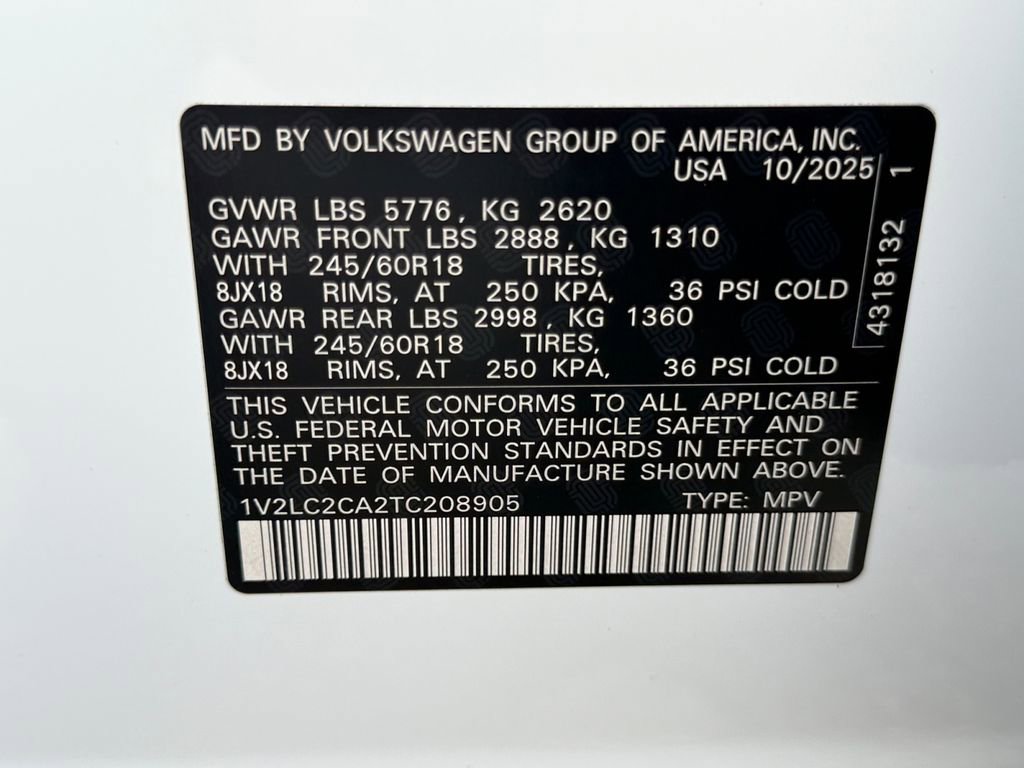 MFD BY VOLKSWAGEN GROUP OF AMERICA, INC.
USA 10/2025
GVWR LBS 5776, KG 2620
GAWR FRONT LBS 2888, KG 1310
WITH 245/60R18 TIRES,
8JX18 RIMS, AT 250 KPA, 36 PSI COLD
GAWR REAR LBS 2998, KG 1360
WITH 245/60R18 TIRES,
8JX18 RIMS, AT 250 KPA, 36 PSI COLD
4318132 1
THIS VEHICLE CONFORMS TO ALL APPLICABLE
U.S. FEDERAL MOTOR VEHICLE SAFETY AND
THEFT PREVENTION STANDARDS IN EFFECT ON
THE DATE OF MANUFACTURE SHOWN ABOVE.
1V2LC2CA2TC208905 TYPE: MPV